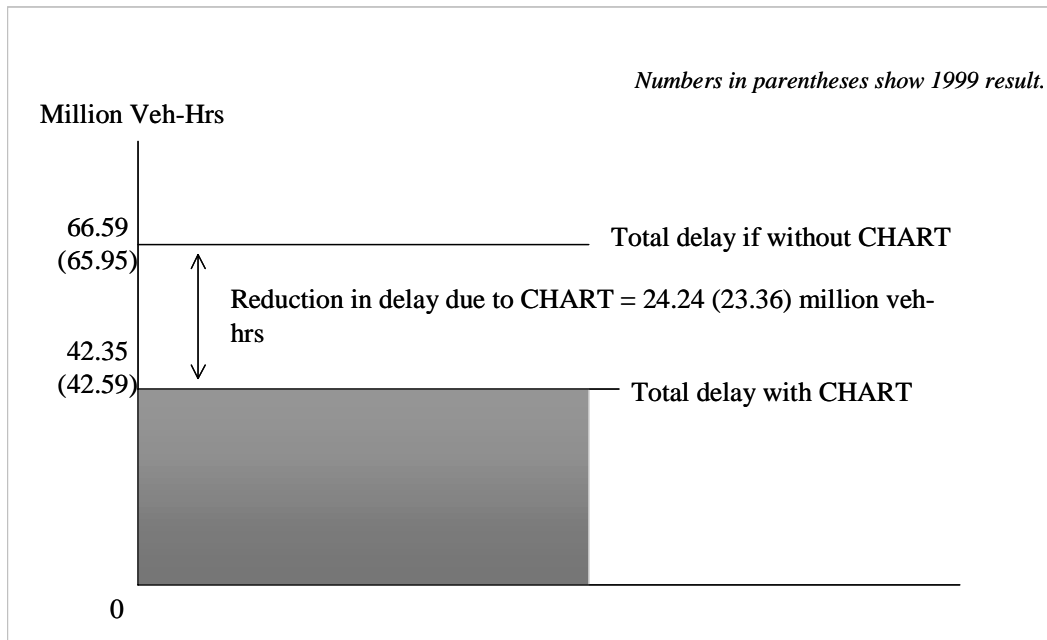 Numbers in parentheses show 1999 result.
Million Veh-Hrs
66.59
(65.95)
Total delay if without CHART
Reduction in delay due to CHART = 24.24 (23.36) million veh-
hrs
42.35
(42.59)
Total delay with CHART
0